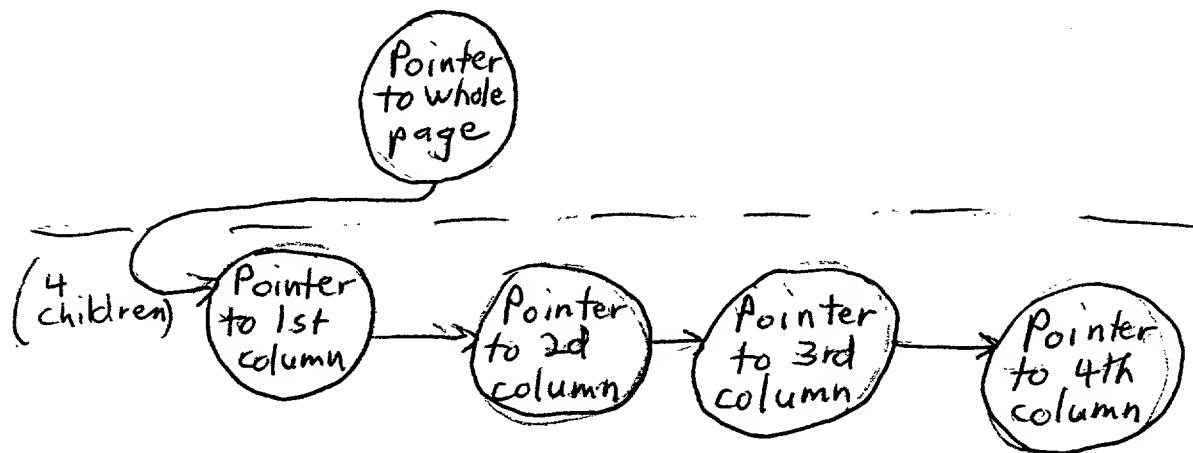 Pointer
to whole
page
(4
children)
Pointer
to 1st
column
Pointer
to 2d
column
Pointer
to 3rd
column
Pointer
to 4th
column